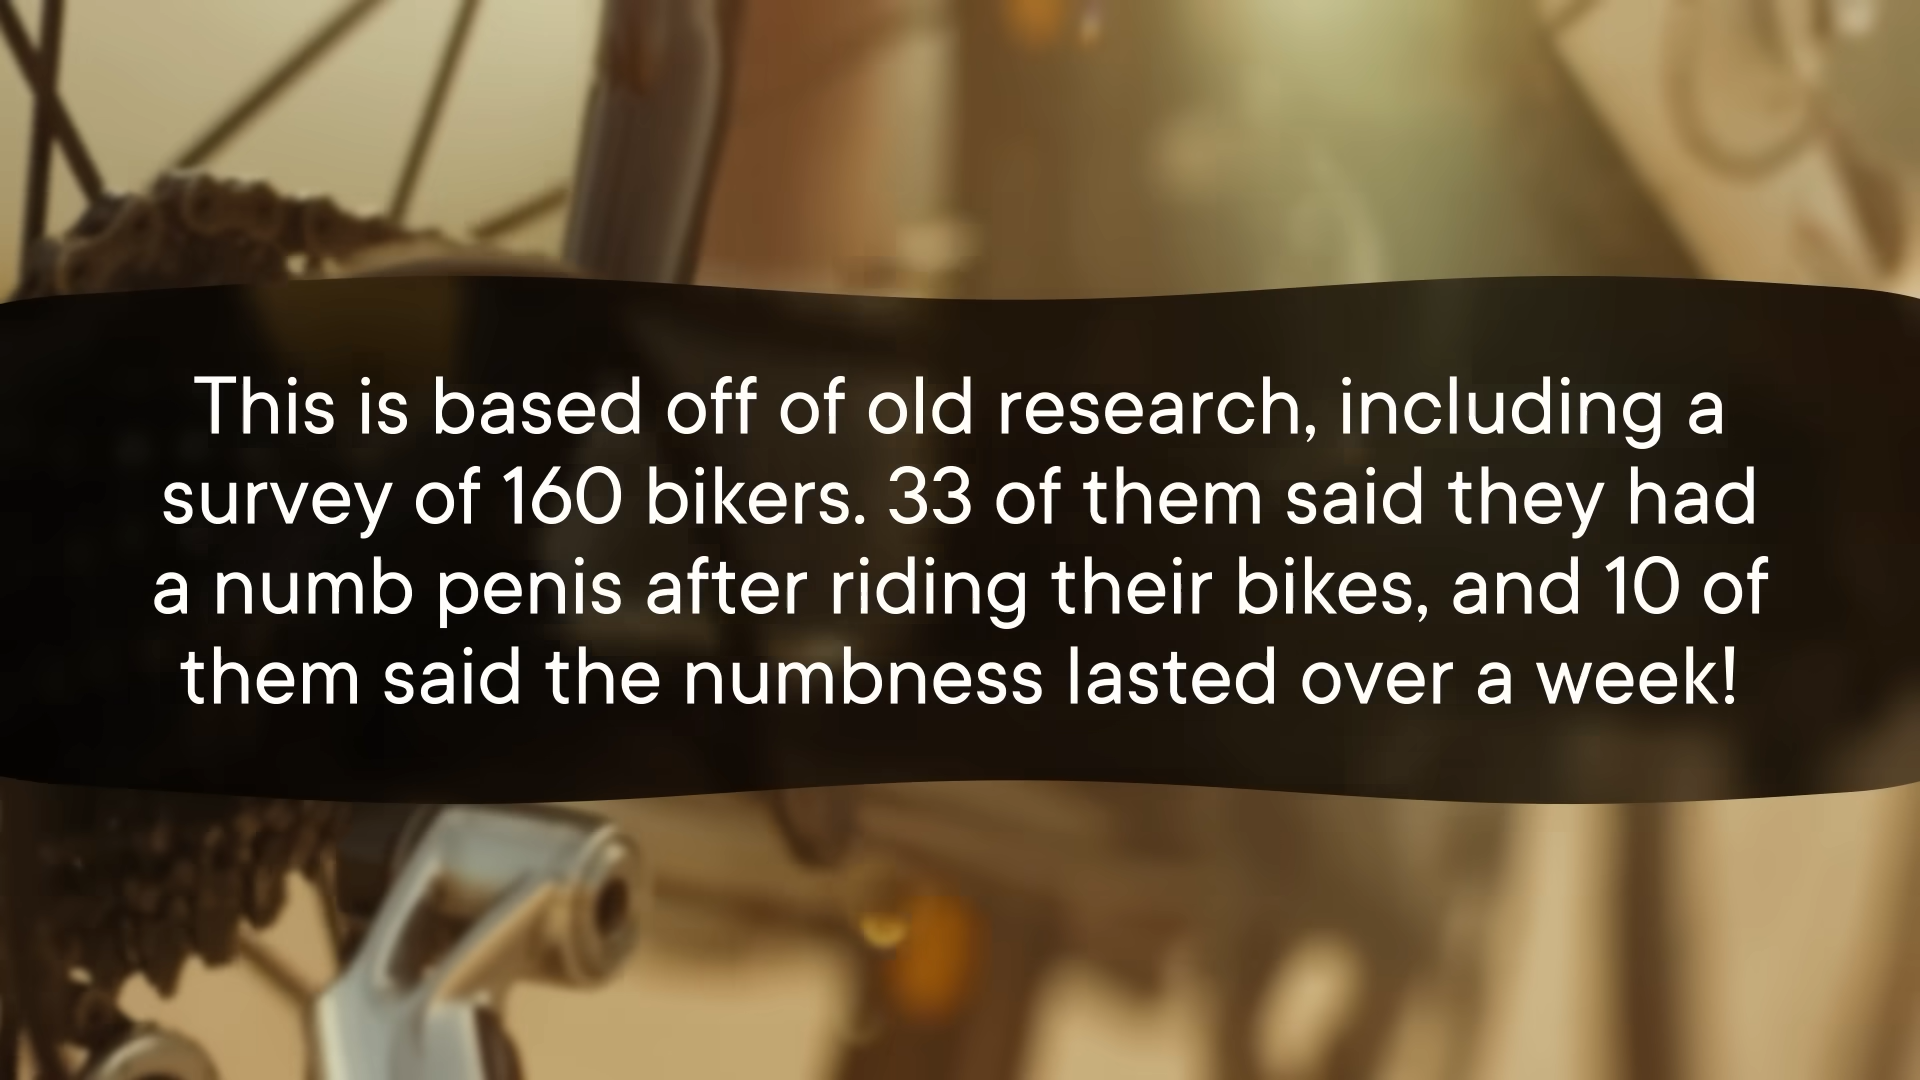 This is based off of old research, including a
survey of 160 bikers. 33 of them said they had
a numb penis after riding their bikes, and 10 of
them said the numbness lasted over a week!